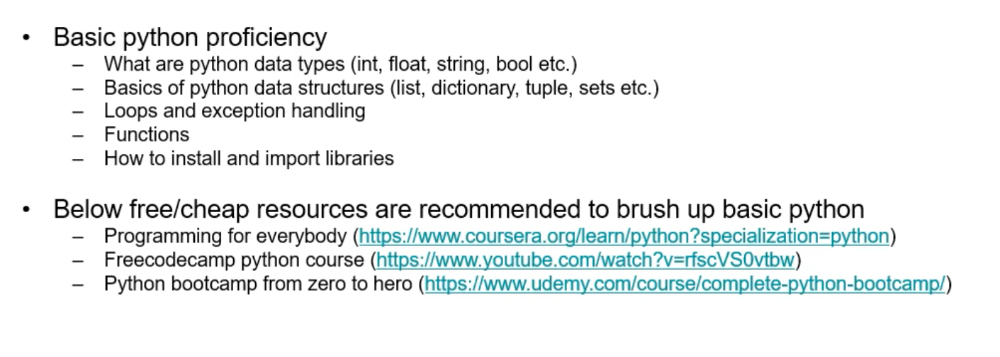 • Basic python proficiency
– What are python data types (int, float, string, bool etc.)
– Basics of python data structures (list, dictionary, tuple, sets etc.)
– Loops and exception handling
– Functions
– How to install and import libraries
• Below free/cheap resources are recommended to brush up basic python
– Programming for everybody (https://www.coursera.org/learn/python?specialization=python)
– Freecodecamp python course (https://www.youtube.com/watch?v=rfscVS0vtbw)
– Python bootcamp from zero to hero (https://www.udemy.com/course/complete-python-bootcamp/)